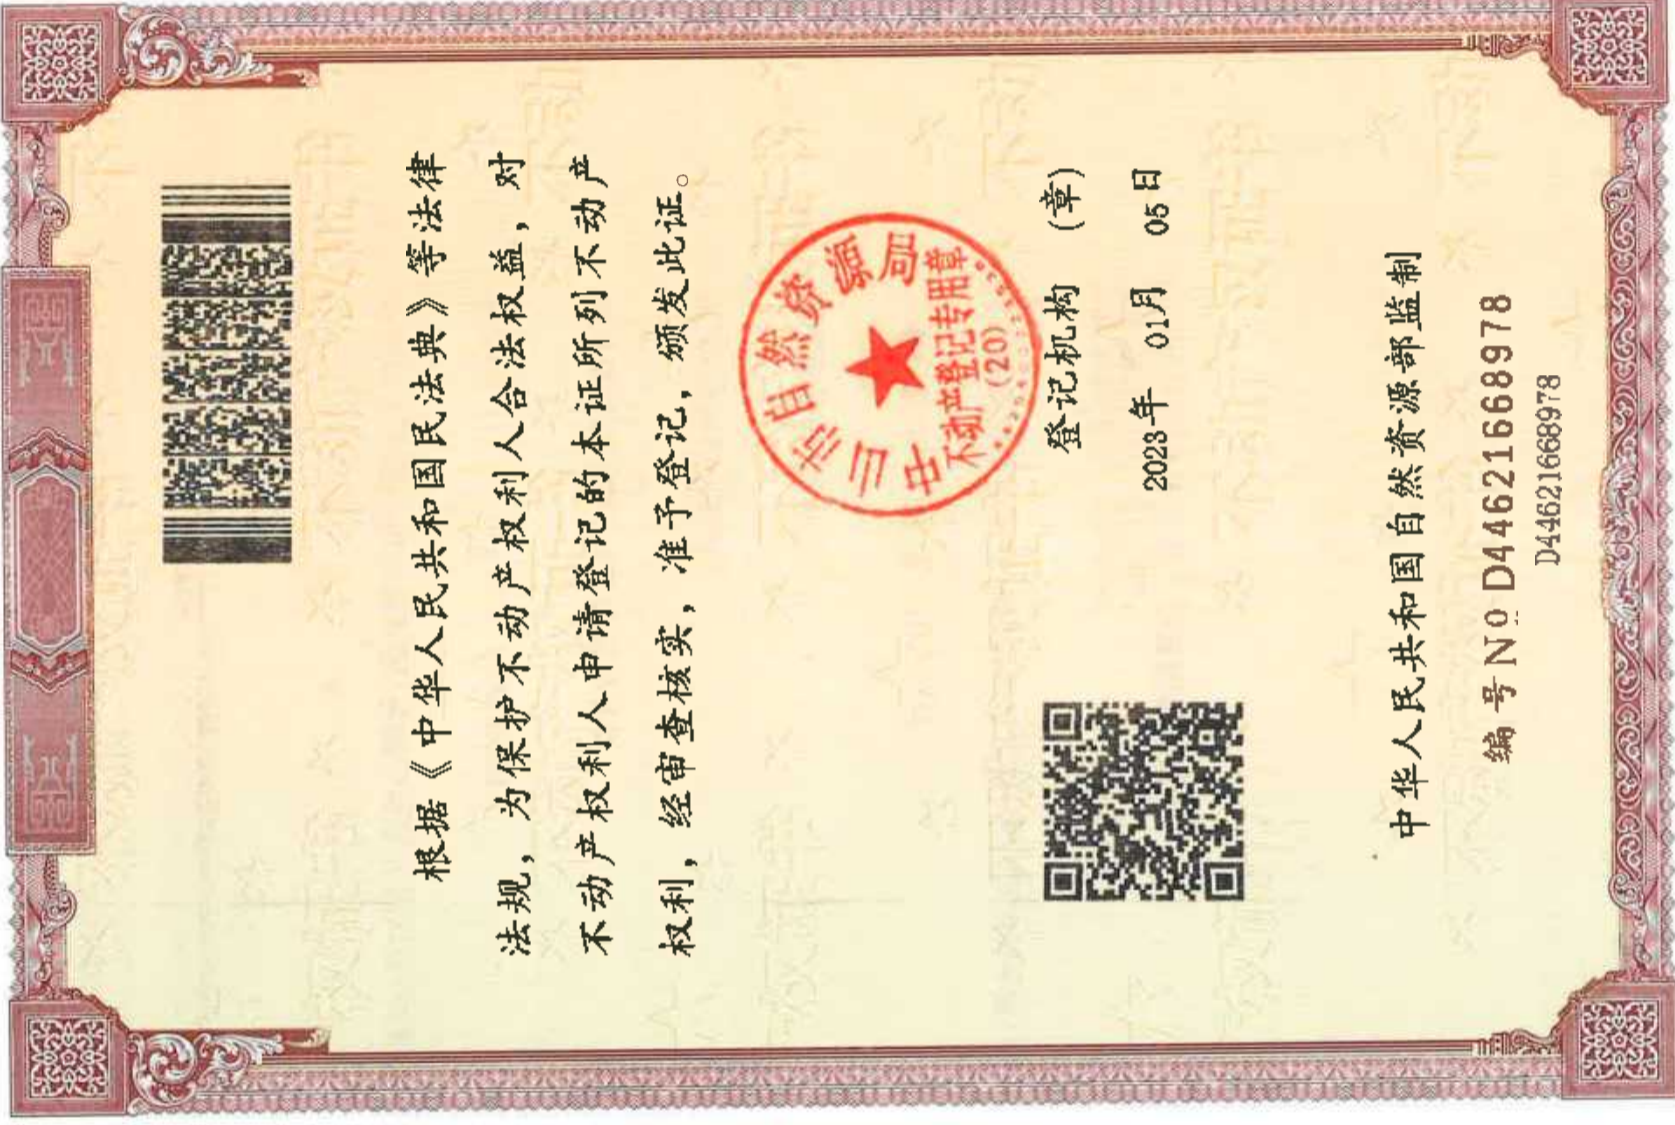 根据《中华人民共和国民法典》等法律
法规，为保护不动产权利人合法权益，对
不动产权利人申请登记的本证所列不动产
权利，经审查核实，准予登记，颁发此证。
中山市自然资源局
不动产登记专用章
(20)
登记机构 (章)
2023年 01月 05日
中华人民共和国自然资源部监制
编号 № D44621668978
D44621668978